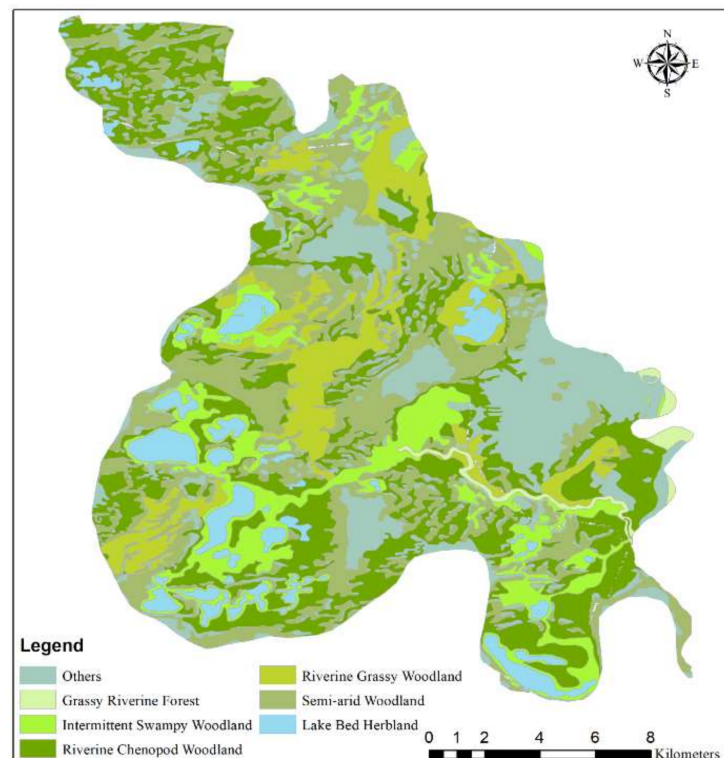 N
W E
S
Legend
Others
Grassy Riverine Forest
Intermittent Swampy Woodland
Riverine Chenopod Woodland
Riverine Grassy Woodland
Semi-arid Woodland
Lake Bed Herbland
0 1 2 4 6 8
Kilometers